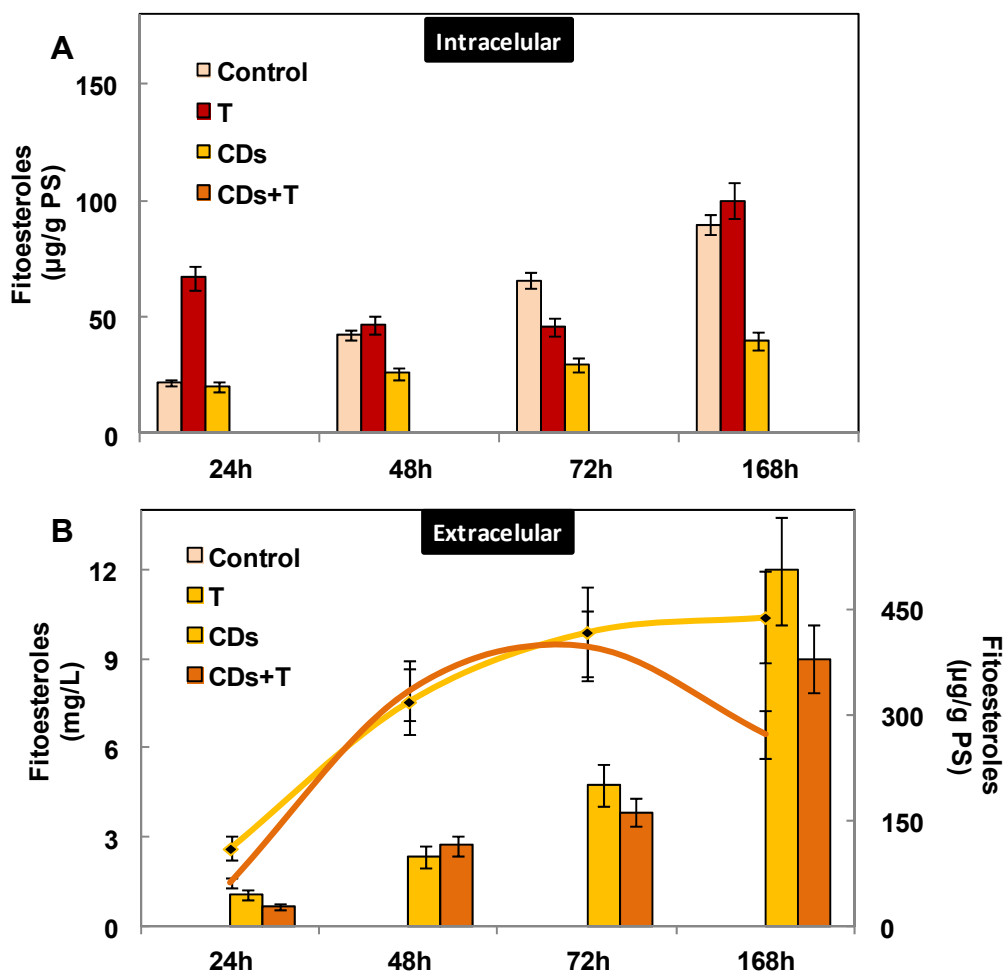 A
Intracelular
Control
T
CDs
CDs+T
Fitoesteroles
(µg/g PS)
150
100
50
0
24h 48h 72h 168h
B
Extracelular
Control
T
CDs
CDs+T
Fitoesteroles
(mg/L)
12
9
6
3
0
450
300
150
0
Fitoesteroles
(µg/g PS)
24h 48h 72h 168h